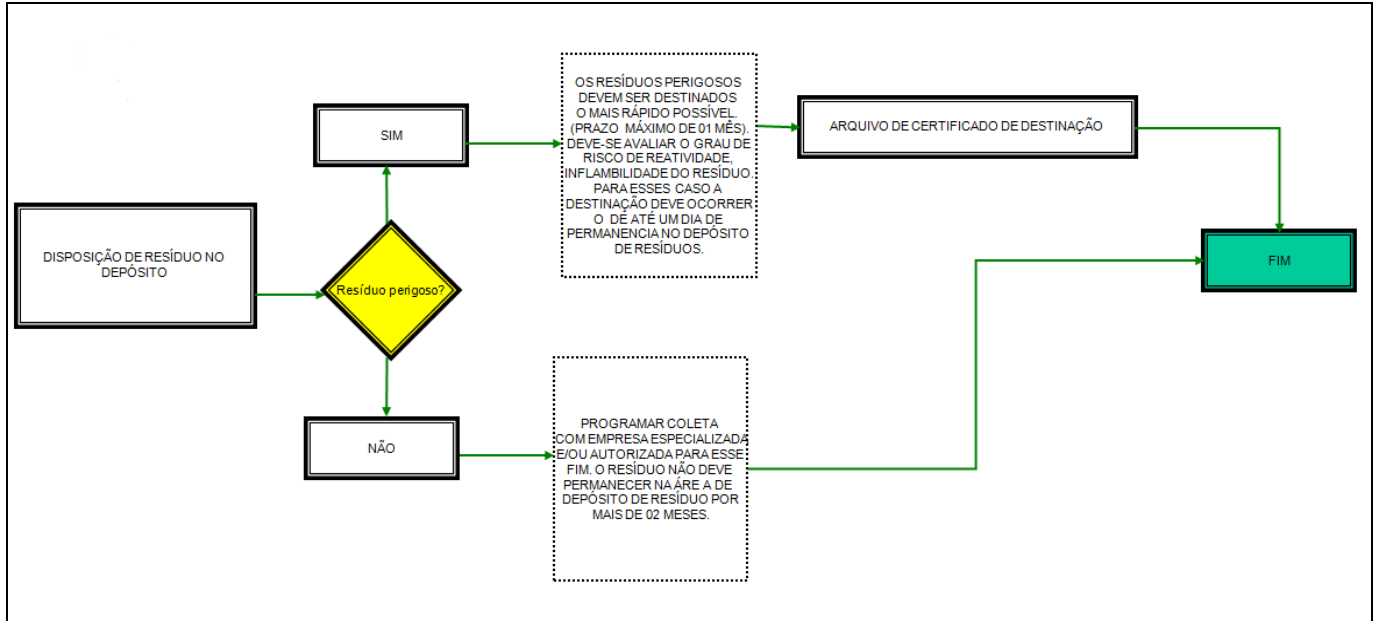 DISPOSIÇÃO DE RESÍDUO NO
DEPÓSITO
Resíduo perigoso?
SIM
OS RESÍDUOS PERIGOSOS
DEVEM SER DESTINADOS
O MAIS RÁPIDO POSSÍVEL.
(PRAZO MÁXIMO DE 01 MÊS).
DEVE-SE AVALIAR O GRAU DE
RISCO DE REATIVIDADE,
INFLAMBILIDADE DO RESÍDUO.
PARA ESSES CASO A
DESTINAÇÃO DEVE OCORRER
O DE ATÉ UM DIA DE
PERMANENCIA NO DEPÓSITO
DE RESÍDUOS.
ARQUIVO DE CERTIFICADO DE DESTINAÇÃO
NÃO
PROGRAMAR COLETA
COM EMPRESA ESPECIALIZADA
E/OU AUTORIZADA PARA ESSE
FIM. O RESÍDUO NÃO DEVE
PERMANECER NA ÁRE A DE
DEPÓSITO DE RESÍDUO POR
MAIS DE 02 MESES.
FIM